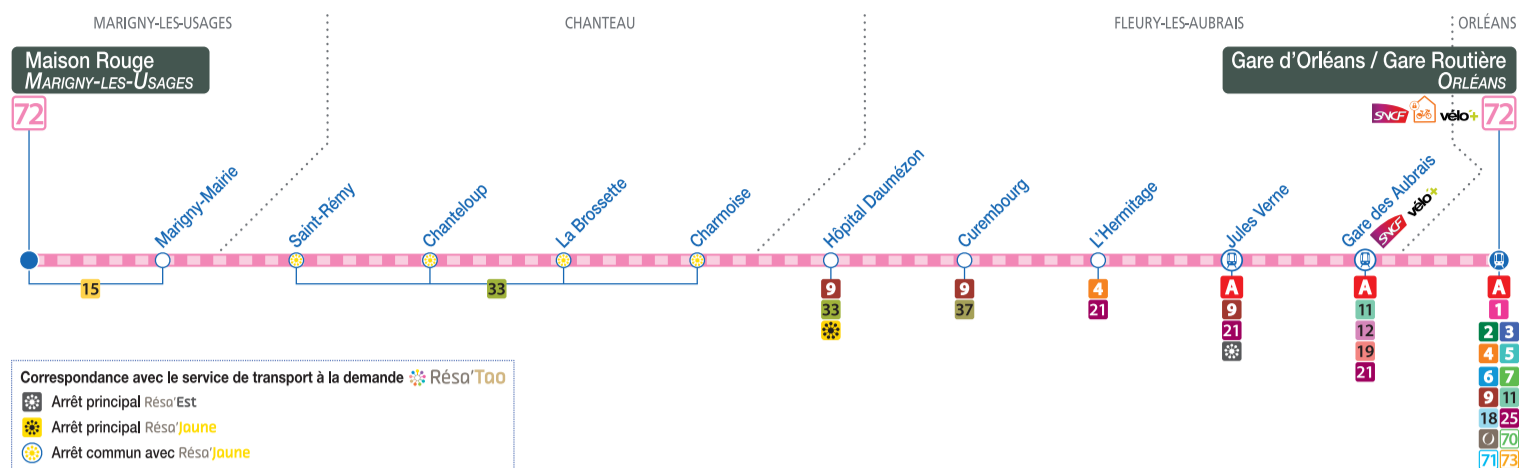 MARIGNY-LES-USAGES
CHANTEAU
FLEURY-LES-AUBRAIS
ORLÉANS
Maison Rouge
MARIGNY-LES-USAGES
72
Gare d'Orléans / Gare Routière
ORLÉANS
SNCF vélo+ 72
Marigny-Mairie
Saint-Rémy
Chanteloup
La Brossette
Charmoise
Hôpital Daumézon
Curembourg
L'Hermitage
Jules Verne
Gare des Aubrais
SNCF vélo+
15
33
9
33
9
37
4
21
A
9
21
A
11
12
19
21
A
1
2 3
4 5
6 7
9 11
18 25
O 70
71 73
Correspondance avec le service de transport à la demande Résa'Tao
Arrêt principal Résa'Est
Arrêt principal Résa'Jaune
Arrêt commun avec Résa'Jaune